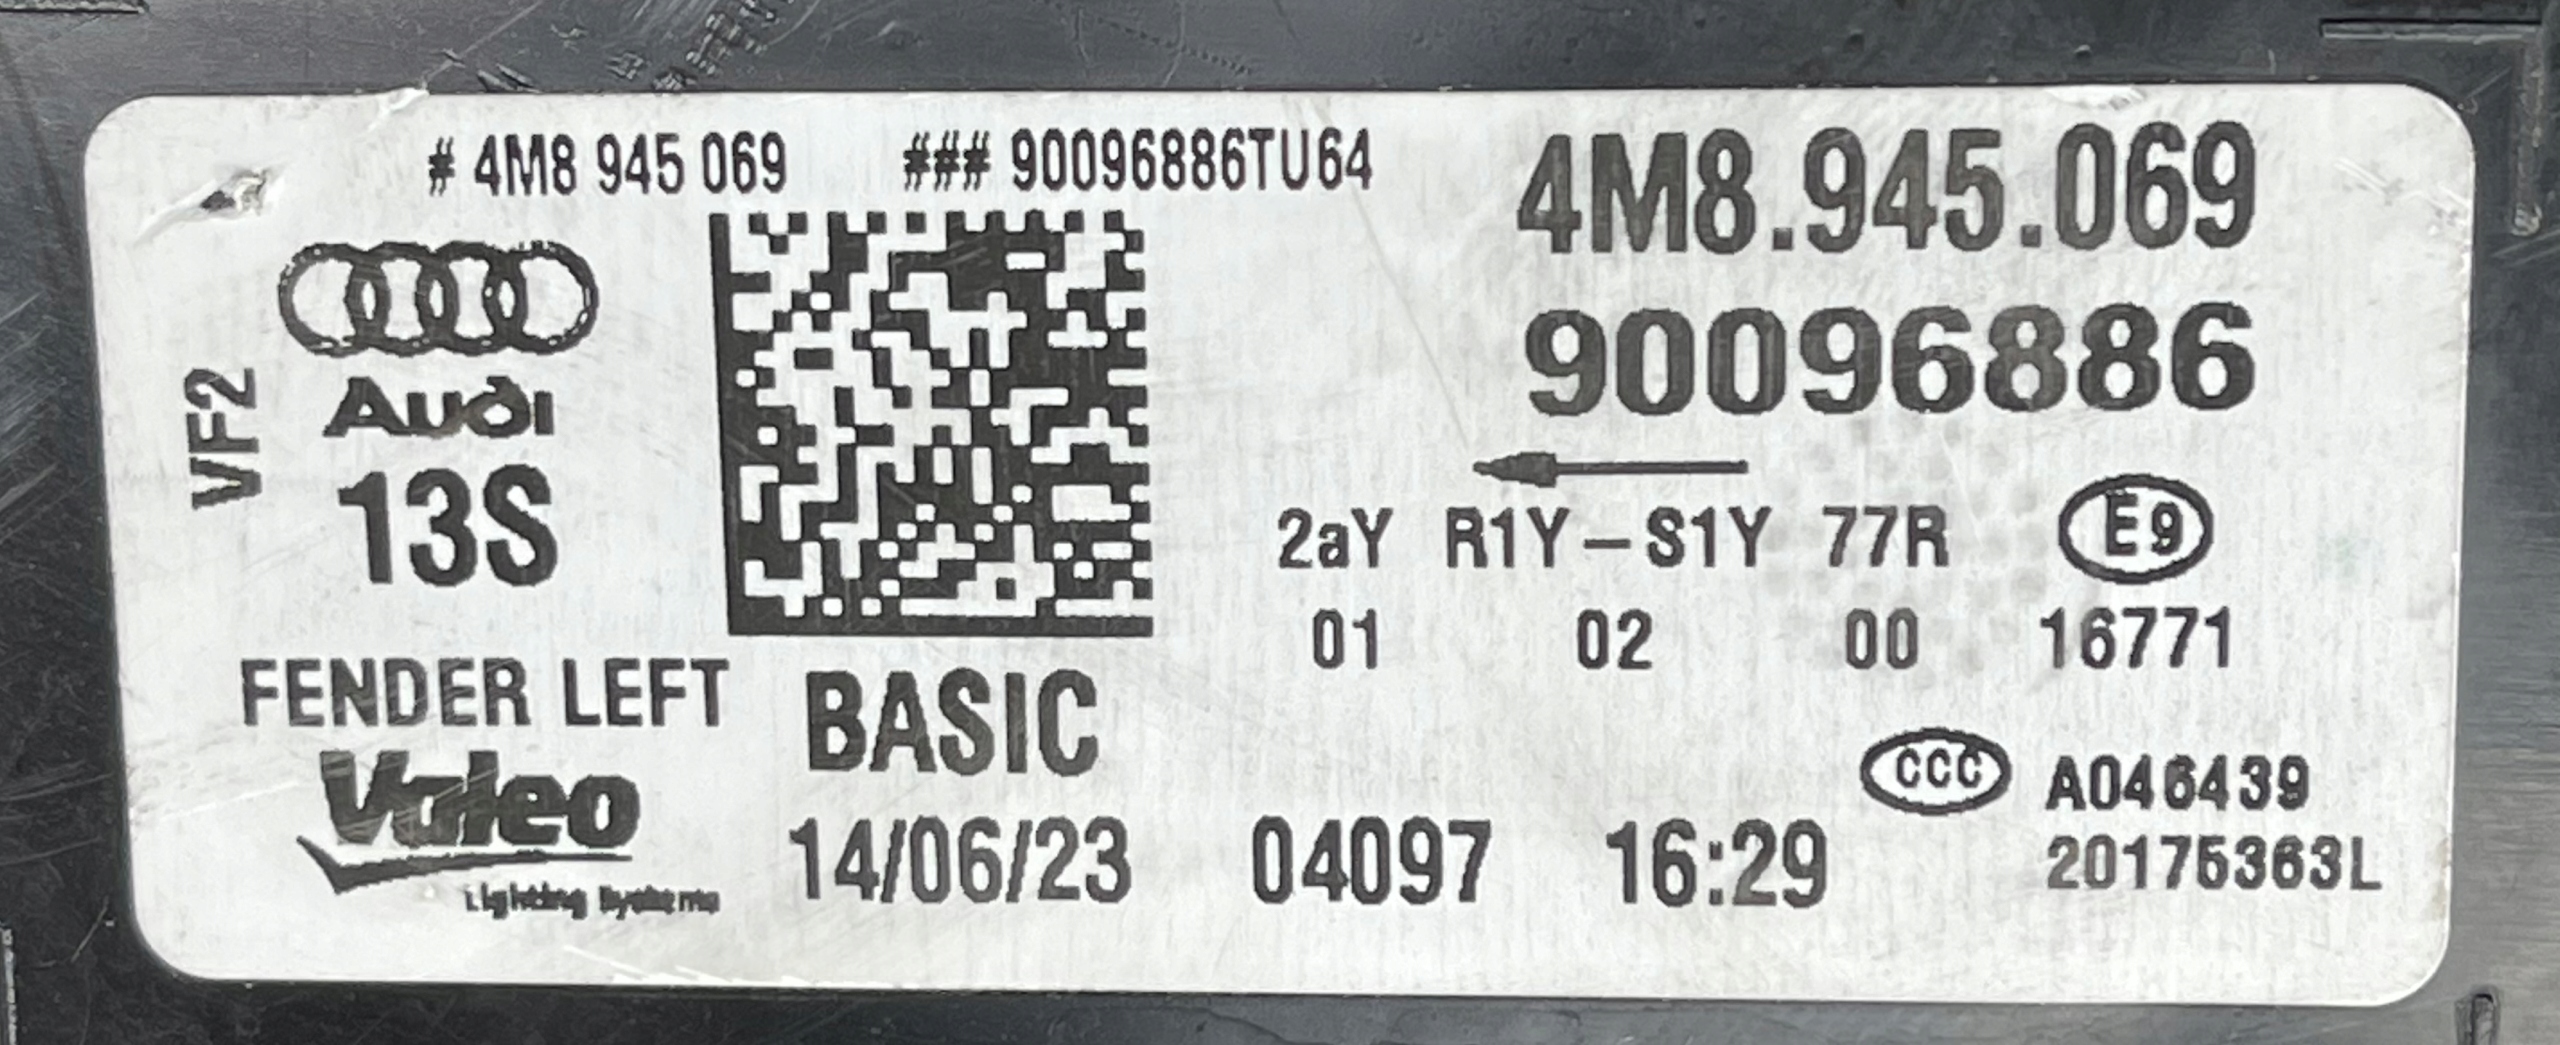 # 4M8 945 069 ### 90096886TU64
4M8.945.069
90096886
VF2
Audi
13S
FENDER LEFT
Valeo
Lighting Systems
BASIC
2aY R1Y-S1Y 77R E9
01 02 00 16771
CCC A046439
20175363L
14/06/23 04097 16:29